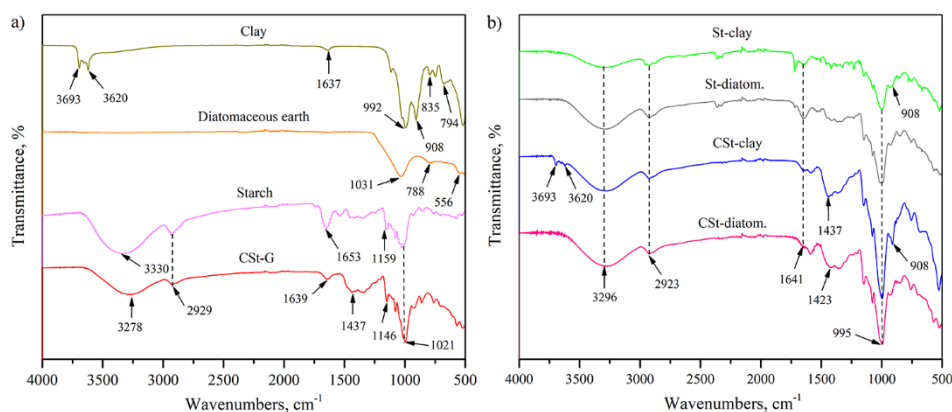 a)
Clay
3693
3620
1637
992
835
794
908
Diatomaceous earth
1031
788
556
Starch
3330
1653
1159
CSt-G
3278
2929
1639
1437
1146
1021
Transmittance, %
4000 3500 3000 2500 2000 1500 1000 500
Wavenumbers, cm⁻¹
b)
St-clay
908
St-diatom.
CSt-clay
3693
3620
1437
908
CSt-diatom.
3296
2923
1641
1423
995
Transmittance, %
4000 3500 3000 2500 2000 1500 1000 500
Wavenumbers, cm⁻¹